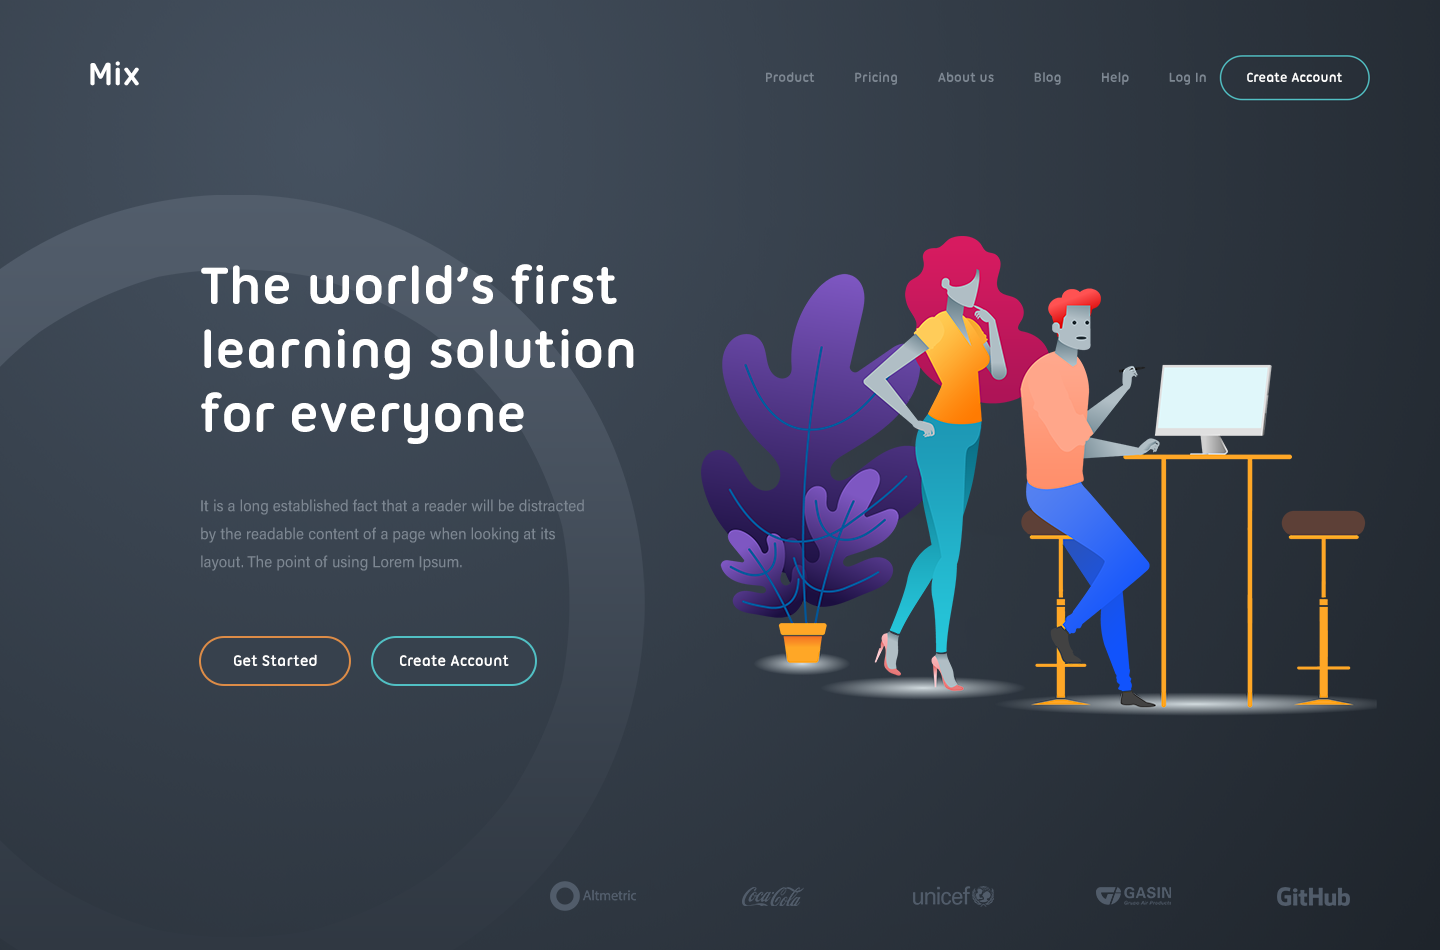 Mix
Product Pricing About us Blog Help Log In Create Account
The world’s first
learning solution
for everyone
It is a long established fact that a reader will be distracted
by the readable content of a page when looking at its
layout. The point of using Lorem Ipsum.
Get Started Create Account
Altmetric Coca-Cola unicef GASIN GitHub